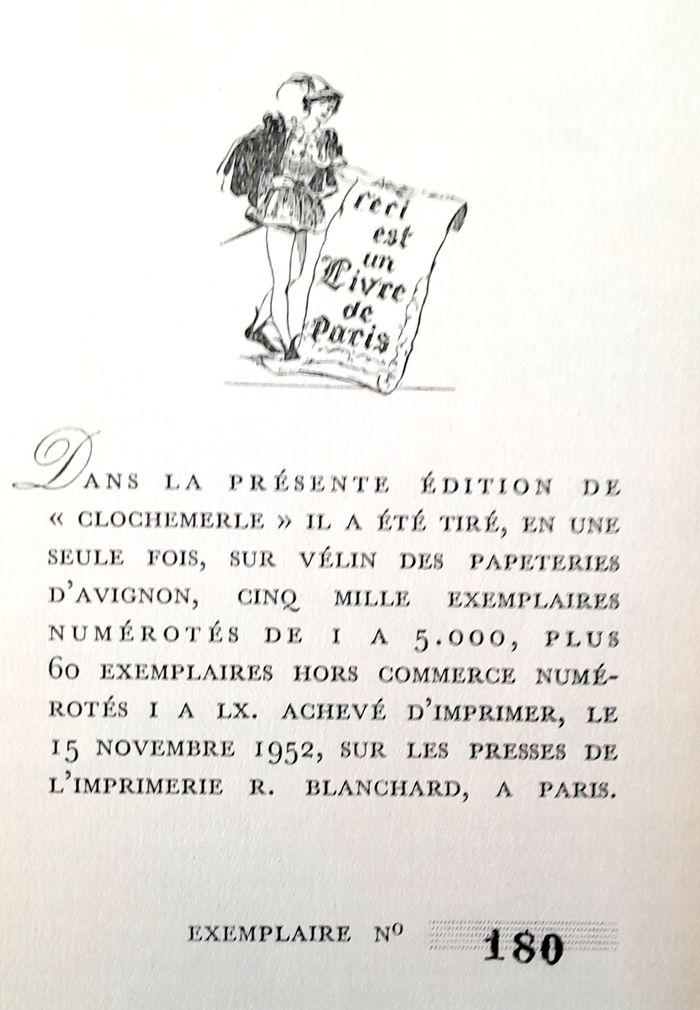 ceci
est
un
Livre
de
Paris
DANS LA PRÉSENTE ÉDITION DE
« CLOCHEMERLE » IL A ÉTÉ TIRÉ, EN UNE
SEULE FOIS, SUR VÉLIN DES PAPETERIES
D'AVIGNON, CINQ MILLE EXEMPLAIRES
NUMÉROTÉS DE 1 A 5.000, PLUS
60 EXEMPLAIRES HORS COMMERCE NUMÉ-
ROTÉS I A LX. ACHEVÉ D'IMPRIMER, LE
15 NOVEMBRE 1952, SUR LES PRESSES DE
L'IMPRIMERIE R. BLANCHARD, A PARIS.
EXEMPLAIRE Nº 180